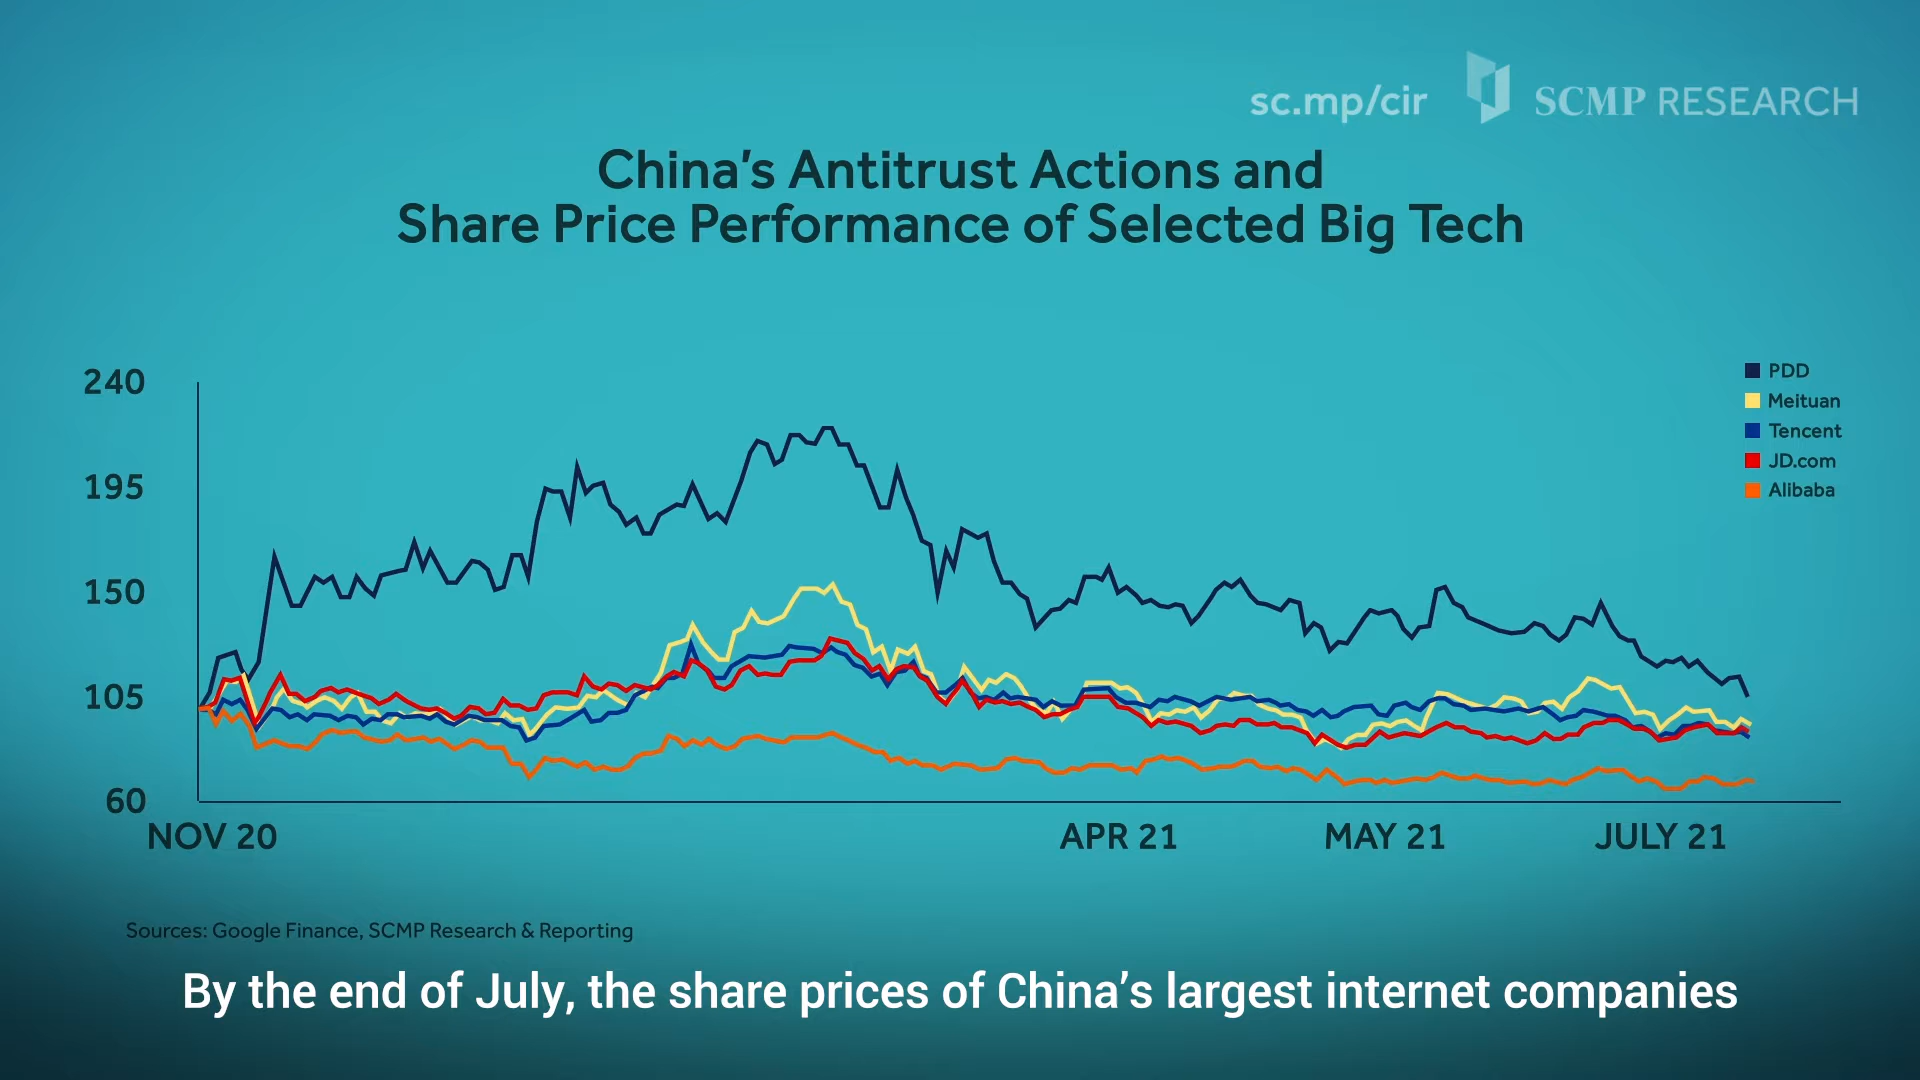 sc.mp/cir SCMP RESEARCH
China's Antitrust Actions and
Share Price Performance of Selected Big Tech
240
195
150
105
60
PDD
Meituan
Tencent
JD.com
Alibaba
NOV 20 APR 21 MAY 21 JULY 21
Sources: Google Finance, SCMP Research & Reporting
By the end of July, the share prices of China's largest internet companies